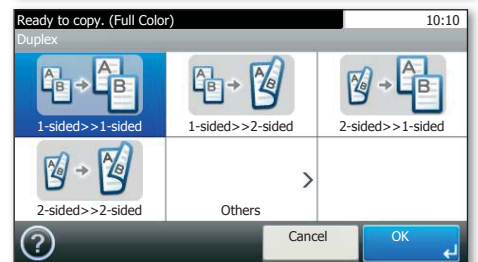 Ready to copy. (Full Color) 10:10
Duplex
A B A B
1-sided>>1-sided
A B A B
1-sided>>2-sided
A B A B
2-sided>>1-sided
A B A B
2-sided>>2-sided
Others
? Cancel OK